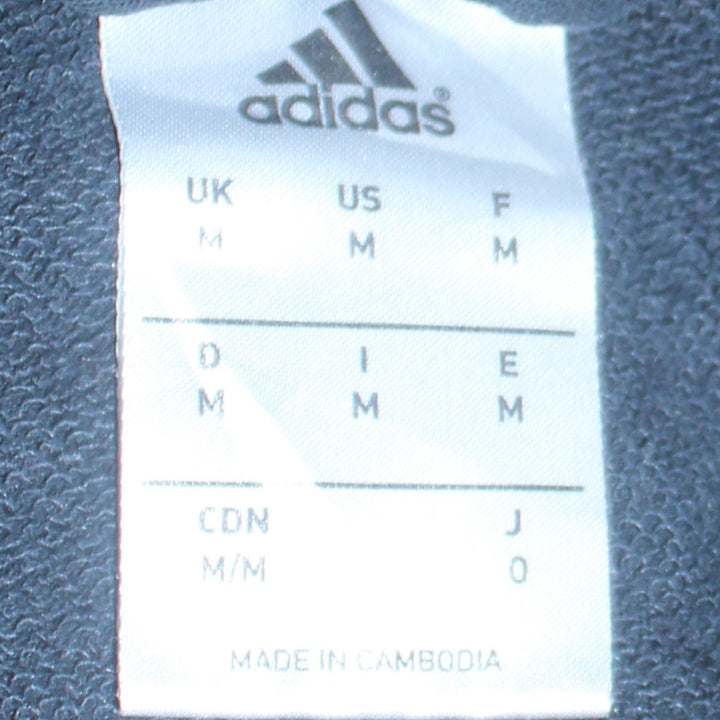 adidas®
UK US F
M M M
D I E
M M M
CDN J
M/M O
MADE IN CAMBODIA